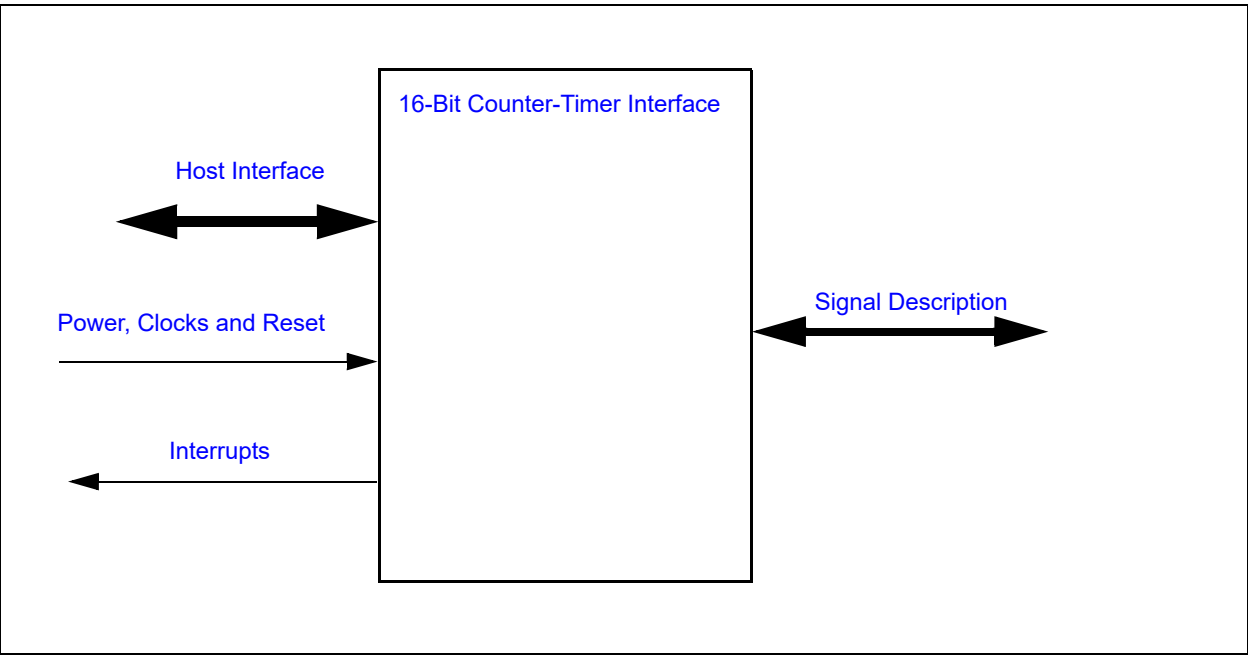 16-Bit Counter-Timer Interface
Host Interface
Signal Description
Power, Clocks and Reset
Interrupts